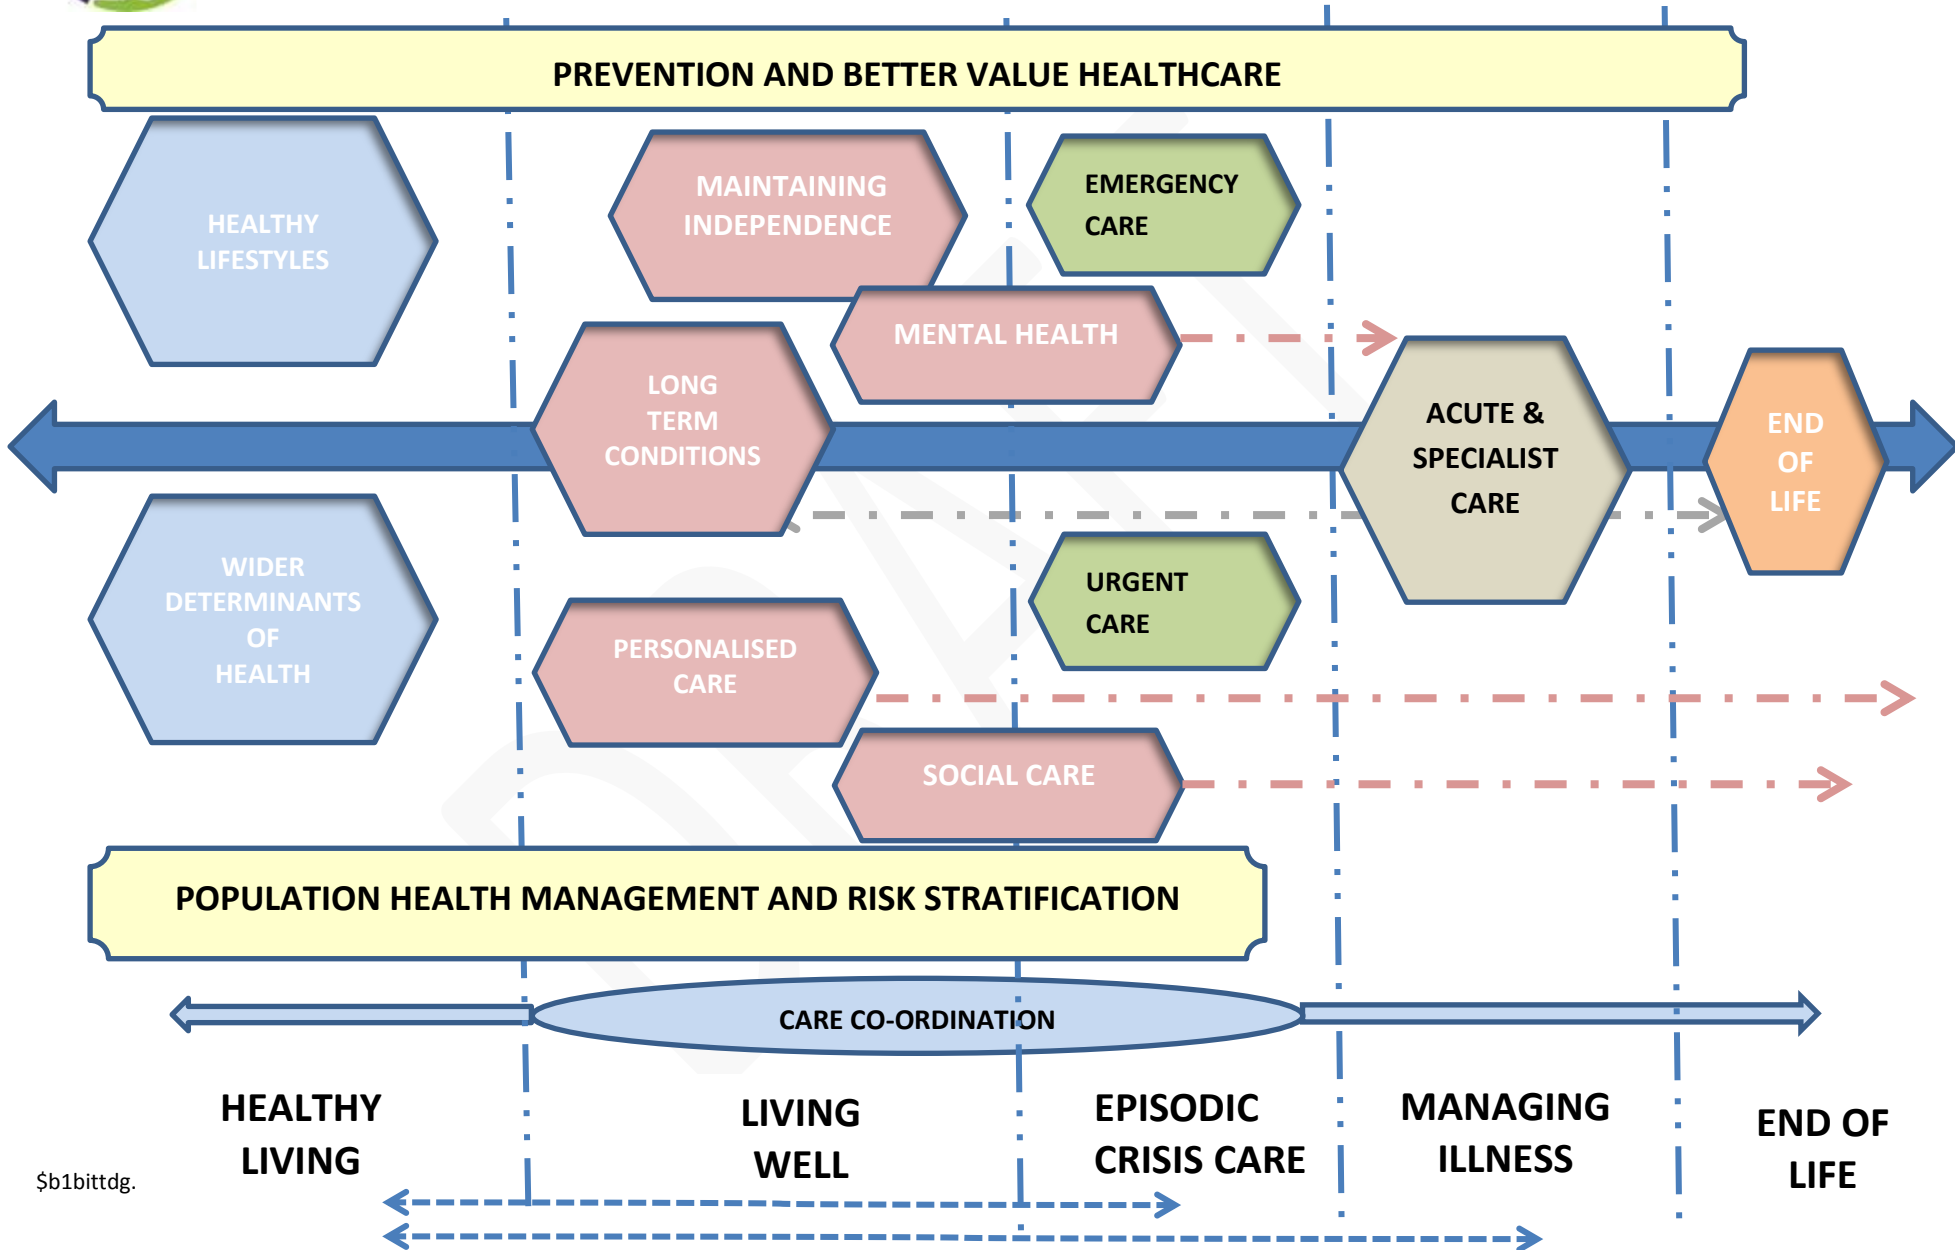 PREVENTION AND BETTER VALUE HEALTHCARE
HEALTHY
LIFESTYLES
MAINTAINING
INDEPENDENCE
EMERGENCY
CARE
MENTAL HEALTH
LONG
TERM
CONDITIONS
ACUTE &
SPECIALIST
CARE
END
OF
LIFE
WIDER
DETERMINANTS
OF
HEALTH
URGENT
CARE
PERSONALISED
CARE
SOCIAL CARE
POPULATION HEALTH MANAGEMENT AND RISK STRATIFICATION
CARE CO-ORDINATION
HEALTHY
LIVING
LIVING
WELL
EPISODIC
CRISIS CARE
MANAGING
ILLNESS
END OF
LIFE
$b1bittdg.
DRAFT